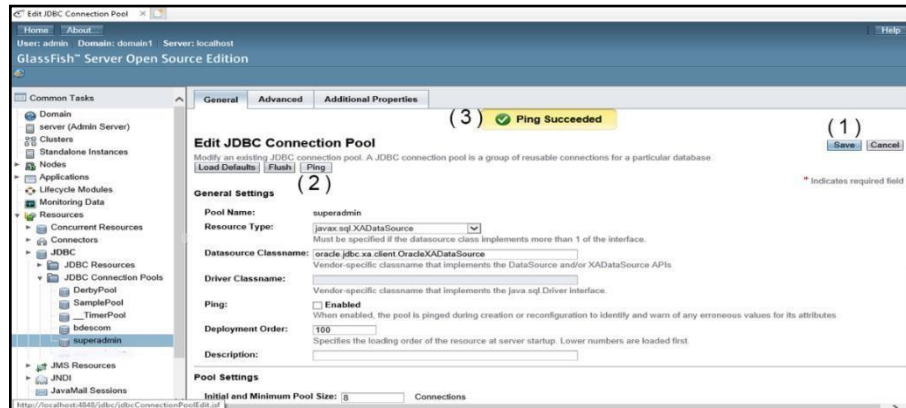 Edit JDBC Connection Pool
Home About...
Help
User: admin Domain: domain1 Server: localhost
GlassFish™ Server Open Source Edition
Common Tasks
Domain
server (Admin Server)
Clusters
Standalone Instances
Nodes
Applications
Lifecycle Modules
Monitoring Data
Resources
Concurrent Resources
Connectors
JDBC
JDBC Resources
JDBC Connection Pools
DerbyPool
SamplePool
__TimerPool
bdescom
superadmin
JMS Resources
JNDI
JavaMail Sessions
http://localhost:4848/jdbc/jdbcConnectionPoolEdit.jsf
General Advanced Additional Properties
(3) Ping Succeeded
(1)
Edit JDBC Connection Pool
Save Cancel
Modify an existing JDBC connection pool. A JDBC connection pool is a group of reusable connections for a particular database.
Load Defaults Flush Ping
(2)
* Indicates required field
General Settings
Pool Name: superadmin
Resource Type: javax.sql.XADataSource
Must be specified if the datasource class implements more than 1 of the interface.
Datasource Classname: oracle.jdbc.xa.client.OracleXADataSource
Vendor-specific classname that implements the DataSource and/or XADataSource APIs
Driver Classname:
Vendor-specific classname that implements the java.sql.Driver interface.
Ping: Enabled
When enabled, the pool is pinged during creation or reconfiguration to identify and warn of any erroneous values for its attributes
Deployment Order: 100
Specifies the loading order of the resource at server startup. Lower numbers are loaded first.
Description:
Pool Settings
Initial and Minimum Pool Size: 8 Connections